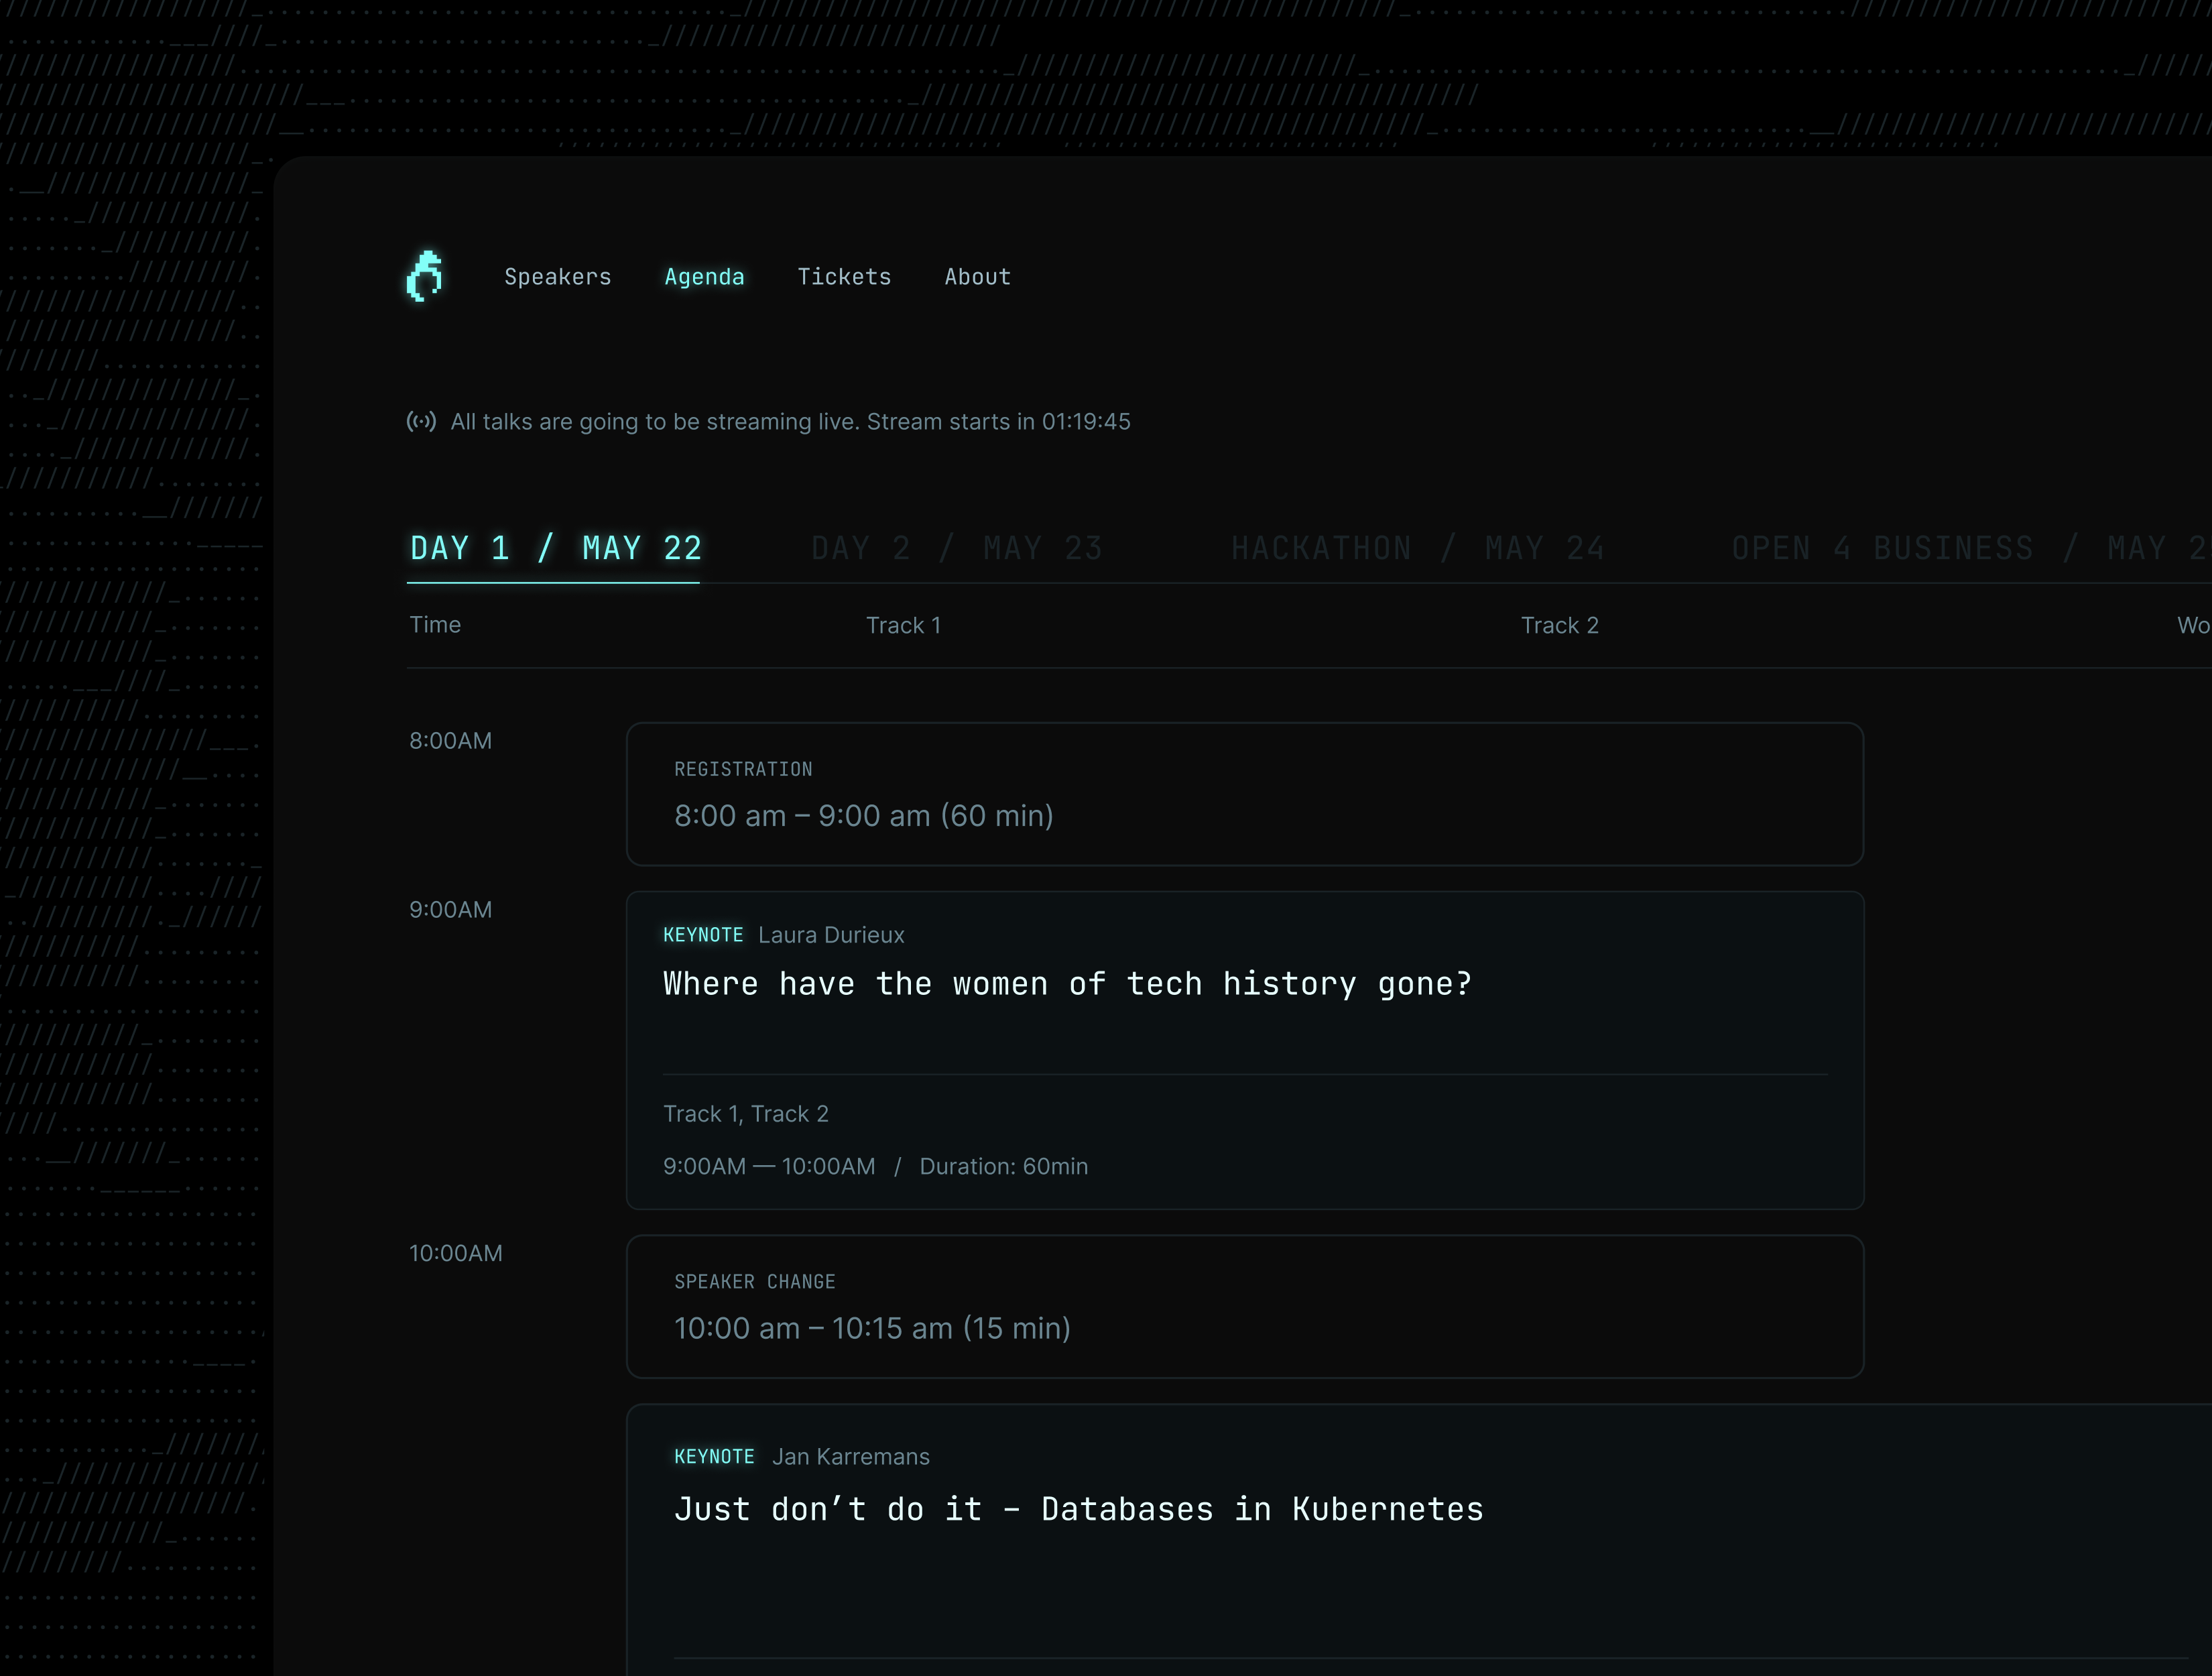 Speakers Agenda Tickets About
All talks are going to be streaming live. Stream starts in 01:19:45
DAY 1 / MAY 22 DAY 2 / MAY 23 HACKATHON / MAY 24 OPEN 4 BUSINESS / MAY
Time Track 1 Track 2
8:00AM
REGISTRATION
8:00 am – 9:00 am (60 min)
9:00AM
KEYNOTE Laura Durieux
Where have the women of tech history gone?
Track 1, Track 2
9:00AM — 10:00AM / Duration: 60min
10:00AM
SPEAKER CHANGE
10:00 am – 10:15 am (15 min)
KEYNOTE Jan Karremans
Just don’t do it – Databases in Kubernetes